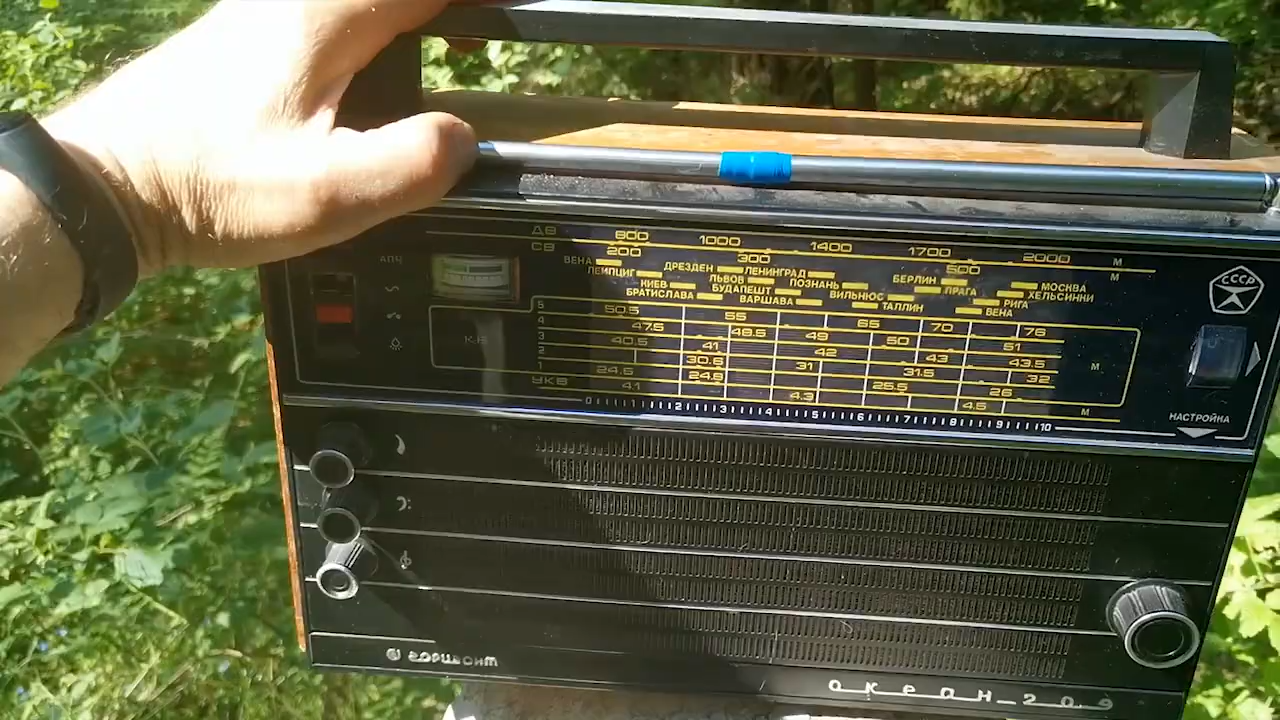 АПЧ
ДВ 600 1000 1400 1700 2000 М
СВ 200 300 500 М
ВЕНА ДРЕЗДЕН ЛЕНИНГРАД БЕРЛИН МОСКВА
ЛЕЙПЦИГ ЛЬВОВ ПОЗНАНЬ ПРАГА ХЕЛЬСИНКИ
КИЕВ БУДАПЕШТ ВИЛЬНЮС РИГА
БРАТИСЛАВА ВАРШАВА ТАЛЛИН ВЕНА
СССР
5 50.5 55 65 70 76
4 47.5 48.5 49 50 51
3 40.5 41 42 43 43.5
КВ М
2 30.6 31 31.5 32
1 24.5 24.8 25.5 26
УКВ 4.1 4.3 4.5 М
0 1 2 3 4 5 6 7 8 9 10
НАСТРОЙКА
горизонт
океан-209